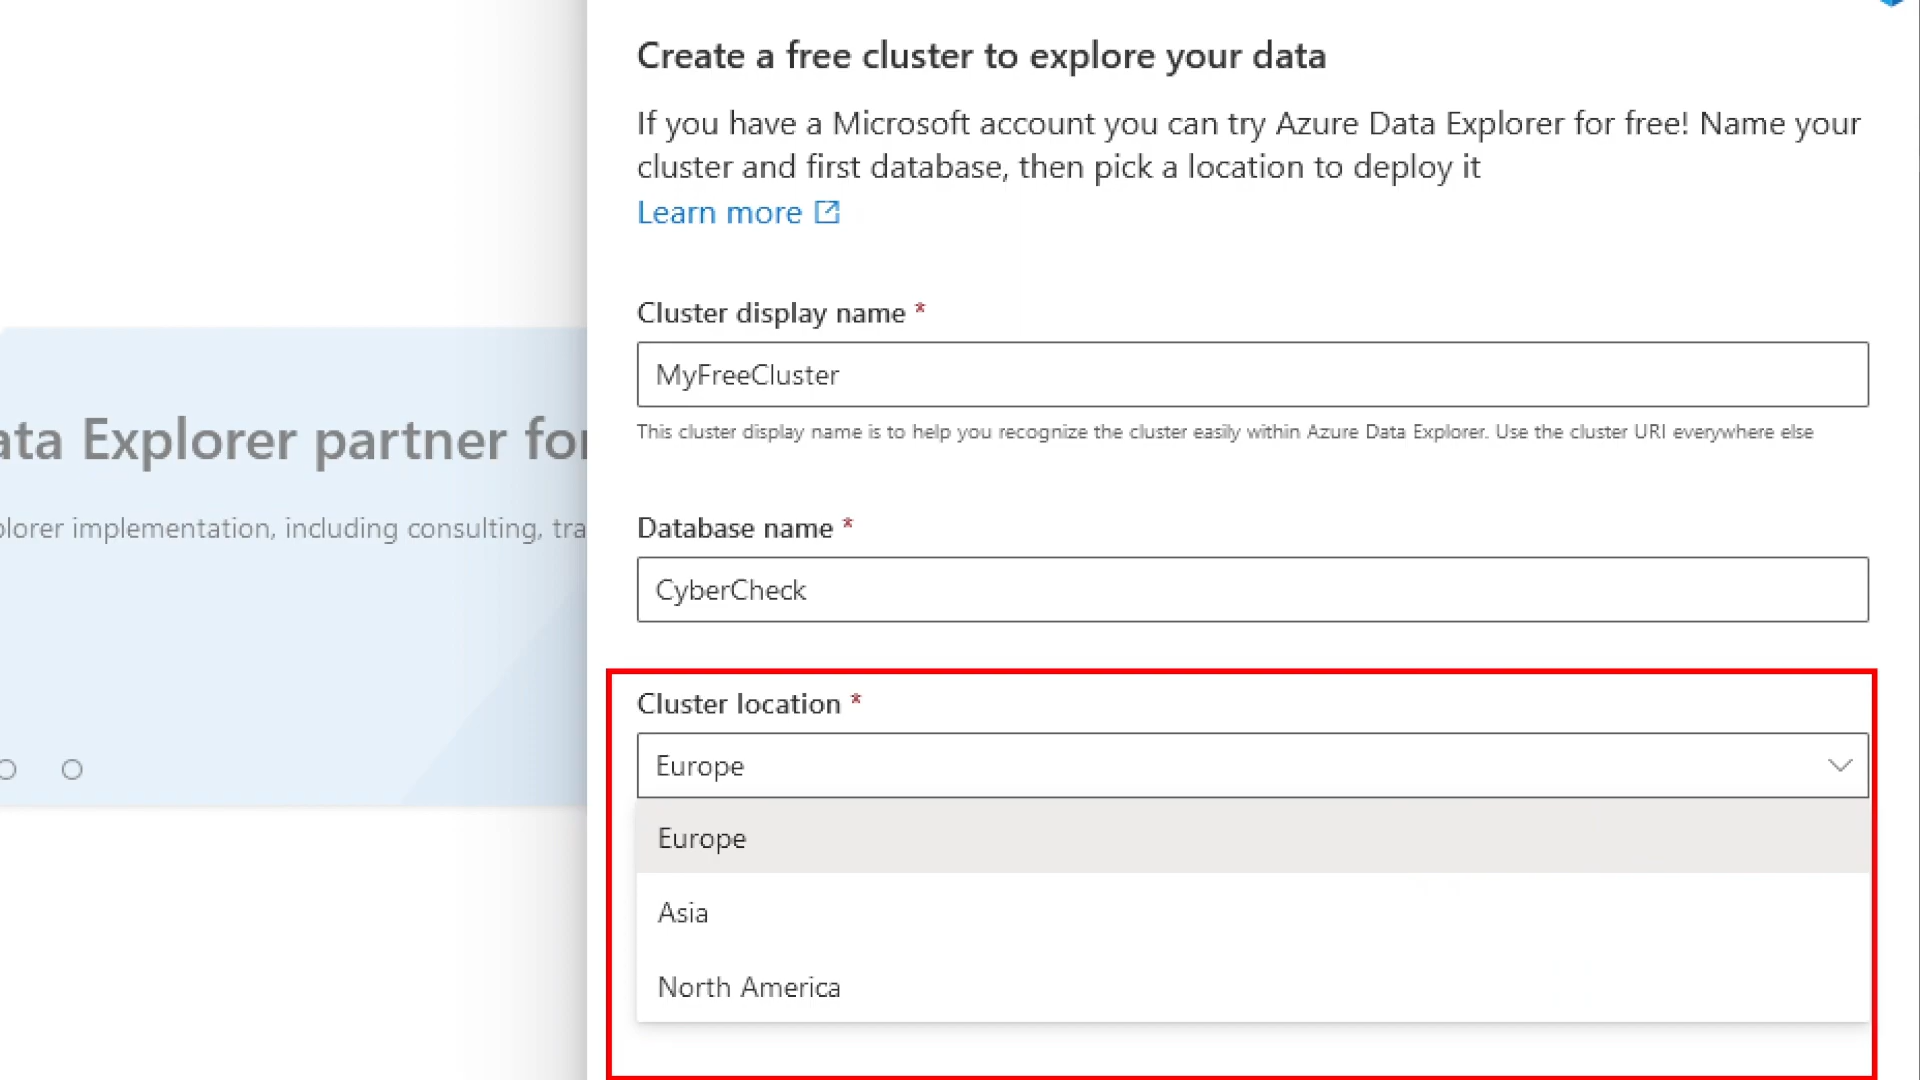 Create a free cluster to explore your data
If you have a Microsoft account you can try Azure Data Explorer for free! Name your
cluster and first database, then pick a location to deploy it
Learn more
Cluster display name *
MyFreeCluster
This cluster display name is to help you recognize the cluster easily within Azure Data Explorer. Use the cluster URI everywhere else
Database name *
CyberCheck
Cluster location *
Europe
Europe
Asia
North America
ata Explorer partner for
plorer implementation, including consulting, tra